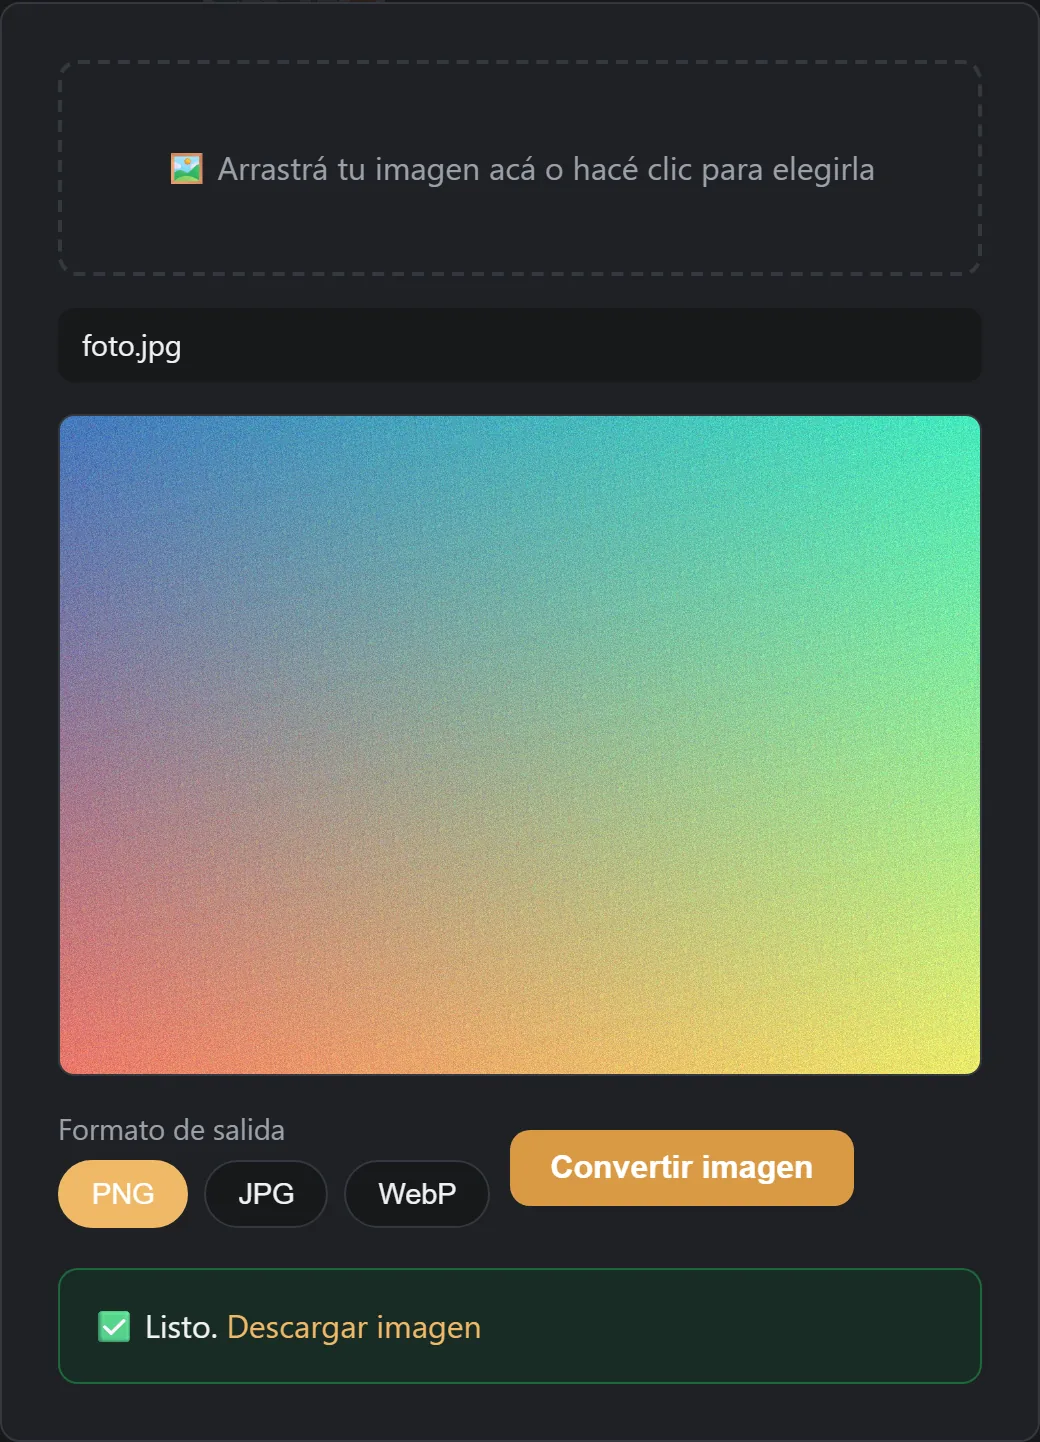 Arrastrá tu imagen acá o hacé clic para elegirla
foto.jpg
Formato de salida
PNG JPG WebP Convertir imagen
Listo. Descargar imagen